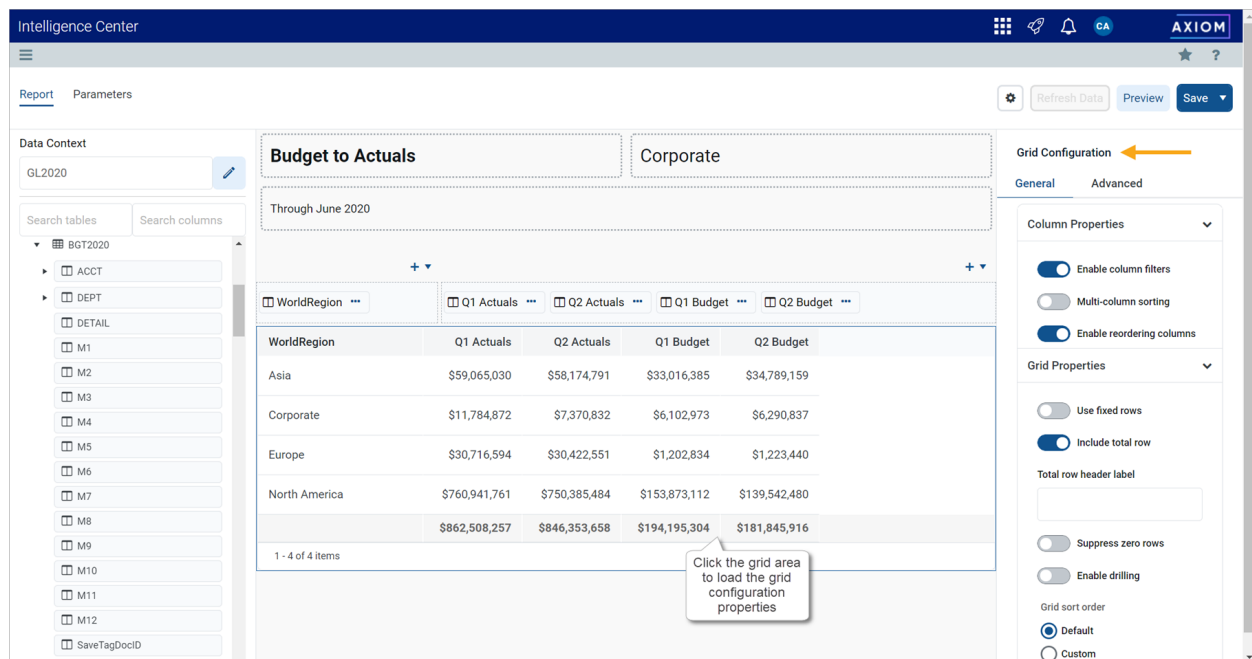 Intelligence Center
CA
AXIOM
?
Report Parameters
Refresh Data Preview Save
Data Context
GL2020
Search tables Search columns
BGT2020
ACCT
DEPT
DETAIL
M1
M2
M3
M4
M5
M6
M7
M8
M9
M10
M11
M12
SaveTagDocID
Budget to Actuals Corporate
Through June 2020
WorldRegion Q1 Actuals Q2 Actuals Q1 Budget Q2 Budget
WorldRegion Q1 Actuals Q2 Actuals Q1 Budget Q2 Budget
Asia $59,065,030 $58,174,791 $33,016,385 $34,789,159
Corporate $11,784,872 $7,370,832 $6,102,973 $6,290,837
Europe $30,716,594 $30,422,551 $1,202,834 $1,223,440
North America $760,941,761 $750,385,484 $153,873,112 $139,542,480
$862,508,257 $846,353,658 $194,195,304 $181,845,916
1 - 4 of 4 items
Click the grid area
to load the grid
configuration
properties
Grid Configuration
General Advanced
Column Properties
Enable column filters
Multi-column sorting
Enable reordering columns
Grid Properties
Use fixed rows
Include total row
Total row header label
Suppress zero rows
Enable drilling
Grid sort order
Default
Custom